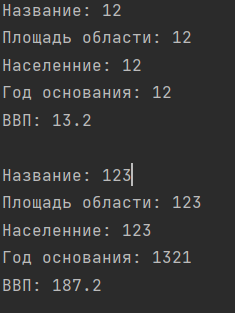 Название: 12
Площадь области: 12
Населенние: 12
Год основания: 12
ВВП: 13.2
Название: 123
Площадь области: 123
Населенние: 123
Год основания: 1321
ВВП: 187.2